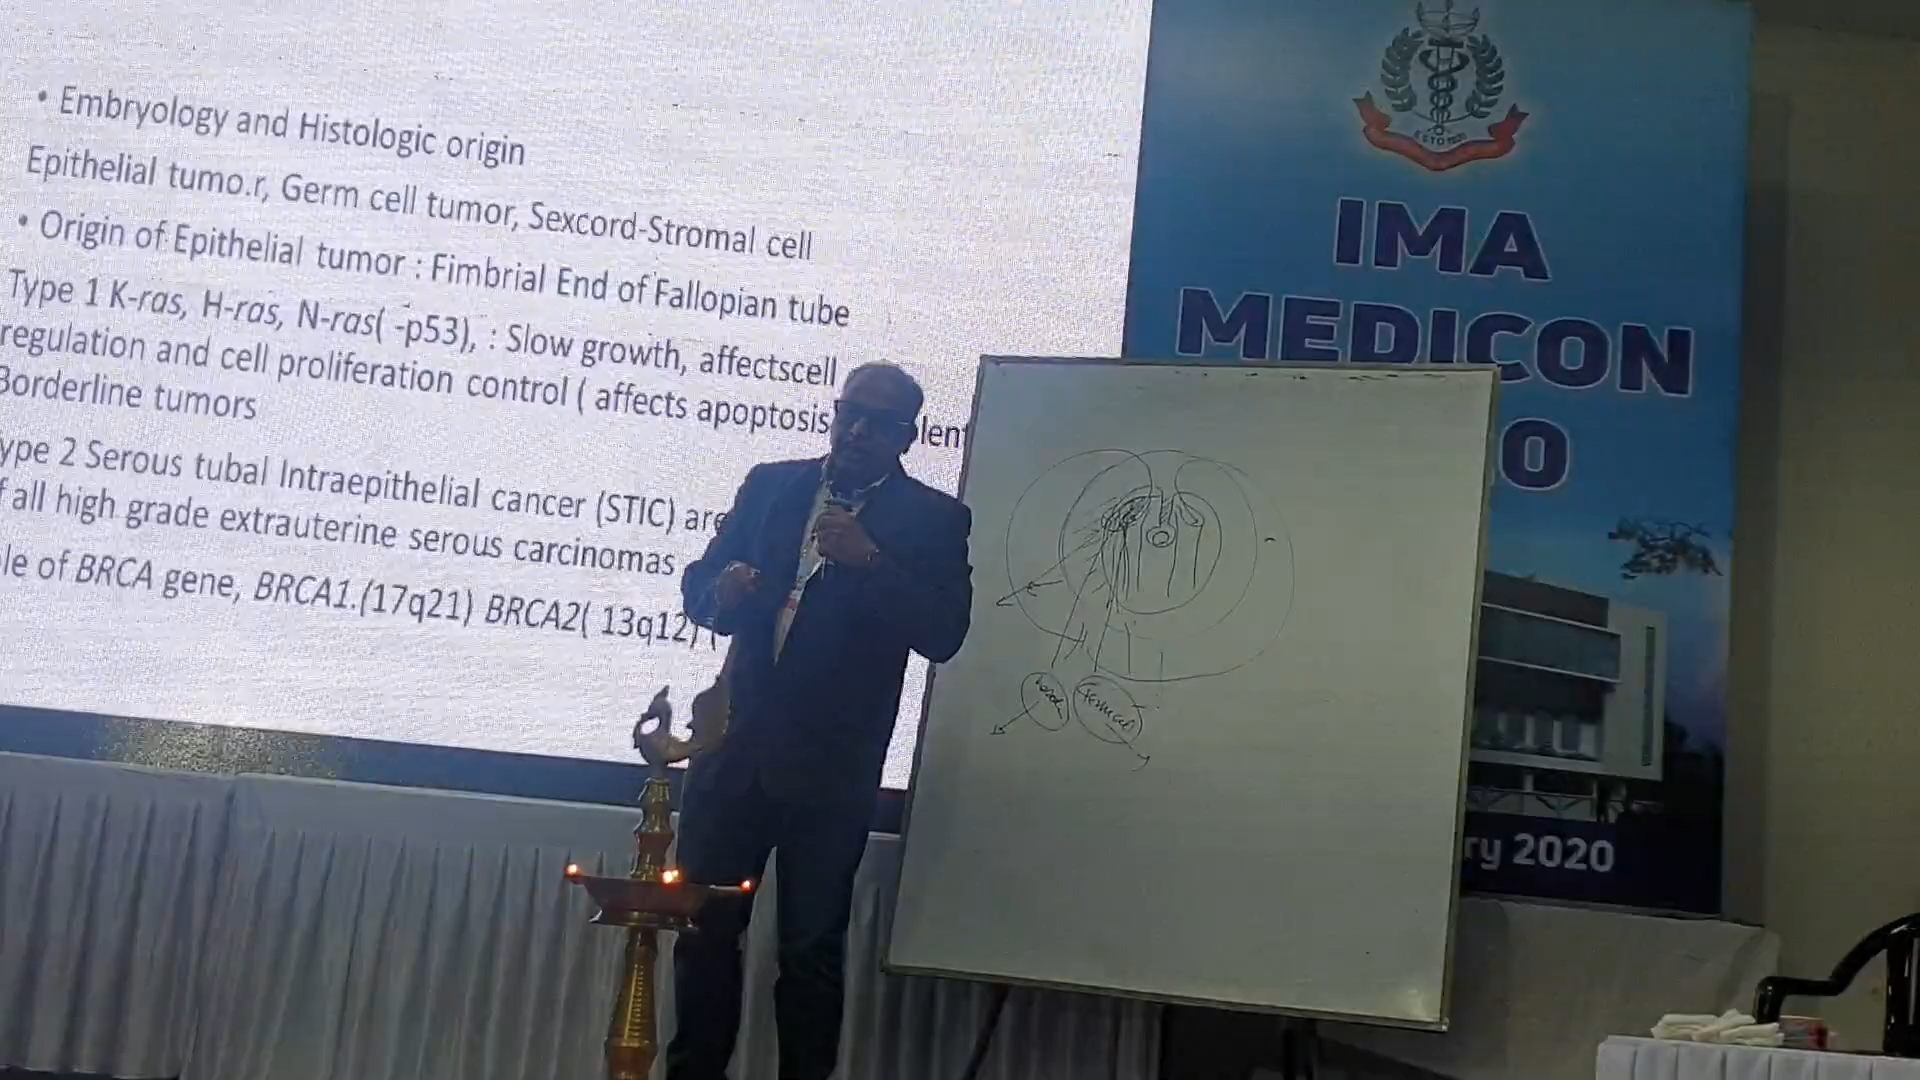 • Embryology and Histologic origin
Epithelial tumo.r, Germ cell tumor, Sexcord-Stromal cell
• Origin of Epithelial tumor : Fimbrial End of Fallopian tube
Type 1 K-ras, H-ras, N-ras( -p53), : Slow growth, affectscell
regulation and cell proliferation control ( affects apoptosis
Borderline tumors
ype 2 Serous tubal Intraepithelial cancer (STIC) are
f all high grade extrauterine serous carcinomas
le of BRCA gene, BRCA1.(17q21) BRCA2( 13q12) (
IMA
MEDICON
0
ry 2020